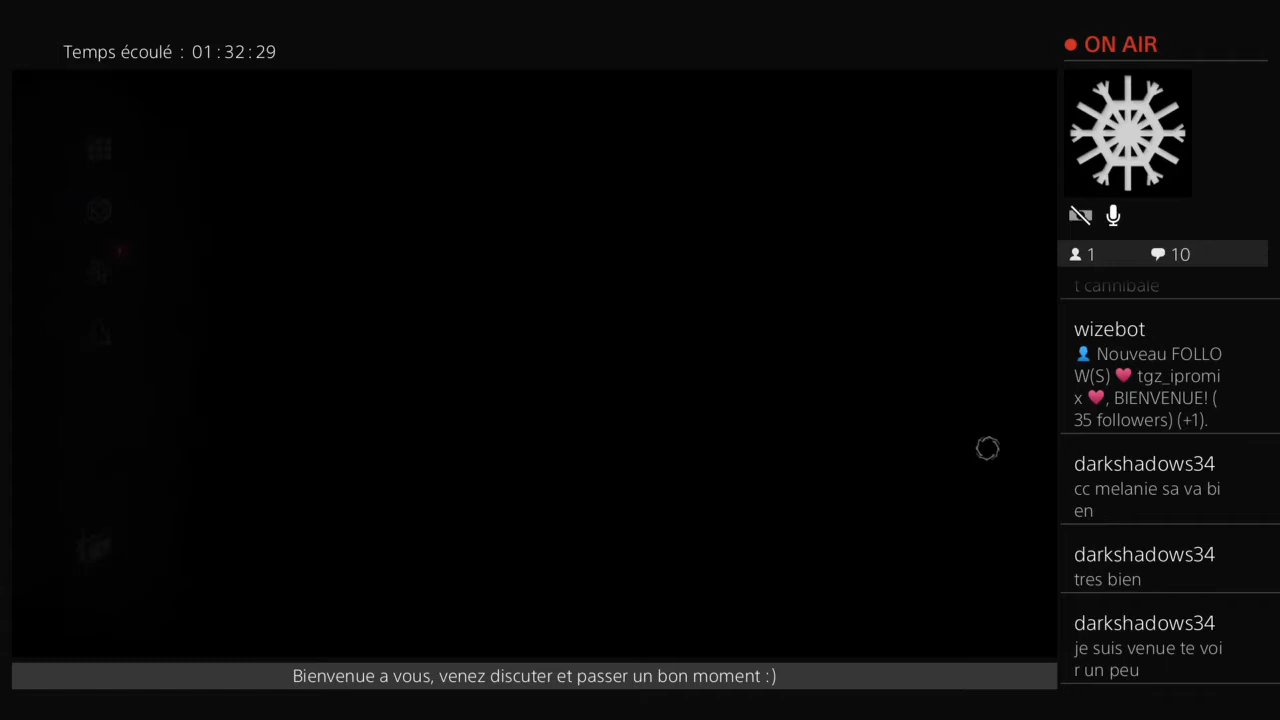 Temps écoulé : 01:32:29
ON AIR
1
10
t cannibale
wizebot
👤 Nouveau FOLLO
W(S) ❤️ tgz_ipromi
x ❤️, BIENVENUE! (
35 followers) (+1).
darkshadows34
cc melanie sa va bi
en
darkshadows34
tres bien
darkshadows34
je suis venue te voi
r un peu
Bienvenue a vous, venez discuter et passer un bon moment :)